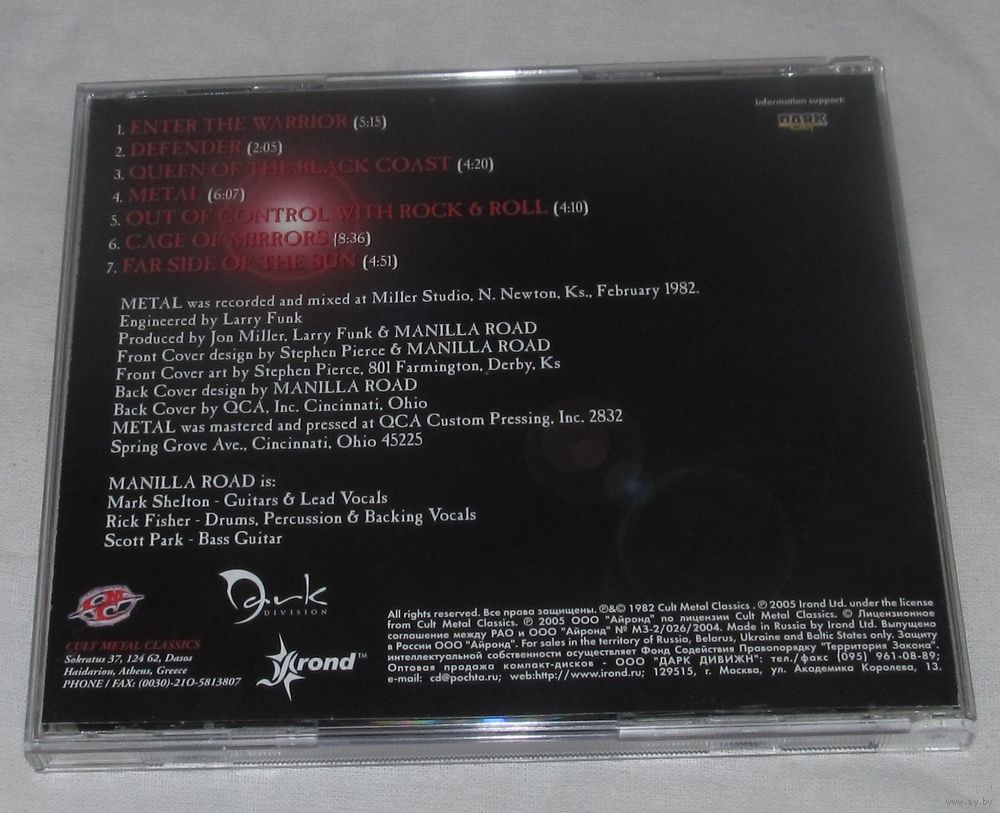 Information support:
DARK
1. ENTER THE WARRIOR (5:15)
2. DEFENDER (2:05)
3. QUEEN OF THE BLACK COAST (4:20)
4. METAL (6:07)
5. OUT OF CONTROL WITH ROCK & ROLL (4:10)
6. CAGE OF MIRRORS (8:36)
7. FAR SIDE OF THE SUN (4:51)
METAL was recorded and mixed at Miller Studio, N. Newton, Ks., February 1982.
Engineered by Larry Funk
Produced by Jon Miller, Larry Funk & MANILLA ROAD
Front Cover design by Stephen Pierce & MANILLA ROAD
Front Cover art by Stephen Pierce, 801 Farmington, Derby, Ks
Back Cover design by MANILLA ROAD
Back Cover by QCA, Inc. Cincinnati, Ohio
METAL was mastered and pressed at QCA Custom Pressing, Inc. 2832
Spring Grove Ave., Cincinnati, Ohio 45225
MANILLA ROAD is:
Mark Shelton - Guitars & Lead Vocals
Rick Fisher - Drums, Percussion & Backing Vocals
Scott Park - Bass Guitar
CMC
CULT METAL CLASSICS
Sokratus 37, 124 62, Dasos
Haidariou, Athens, Greece
PHONE / FAX: (0030)-210-5813807
Dark
DIVISION
Irond™
All rights reserved. Все права защищены. ℗&© 1982 Cult Metal Classics . ℗ 2005 Irond Ltd. under the license
from Cult Metal Classics. ℗ 2005 ООО "Айронд" по лицензии Cult Metal Classics. © Лицензионное
соглашение между РАО и ООО "Айронд" № МЗ-2/026/2004. Made in Russia by Irond Ltd. Выпущено
в России ООО "Айронд". For sales in the territory of Russia, Belarus, Ukraine and Baltic States only. Защиту
интеллектуальной собственности осуществляет Фонд Содействия Правопорядку "Территория Закона".
Оптовая продажа компакт-дисков - ООО "ДАРК ДИВИЖН": тел./факс (095) 961-08-89;
e-mail: cd@pochta.ru; web:http://www.irond.ru; 129515, г. Москва, ул. Академика Королева, 13.
www.ay.by